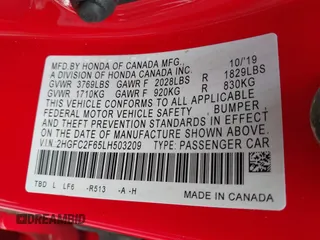 MFD. BY HONDA OF CANADA MFG., 10/'19
A DIVISION OF HONDA CANADA INC.
GVWR 3769LBS GAWR F 2028LBS R 1829LBS
GVWR 1710KG GAWR F 920KG R 830KG
THIS VEHICLE CONFORMS TO ALL APPLICABLE
FEDERAL MOTOR VEHICLE SAFETY, BUMPER,
AND THEFT PREVENTION STANDARDS IN EFFECT ON
THE DATE OF MANUFACTURE SHOWN ABOVE.
V.I.N.:2HGFC2F65LH503209 TYPE: PASSENGER CAR
TBD L LF6 -R513 -A -H
MADE IN CANADA
DREAMBID